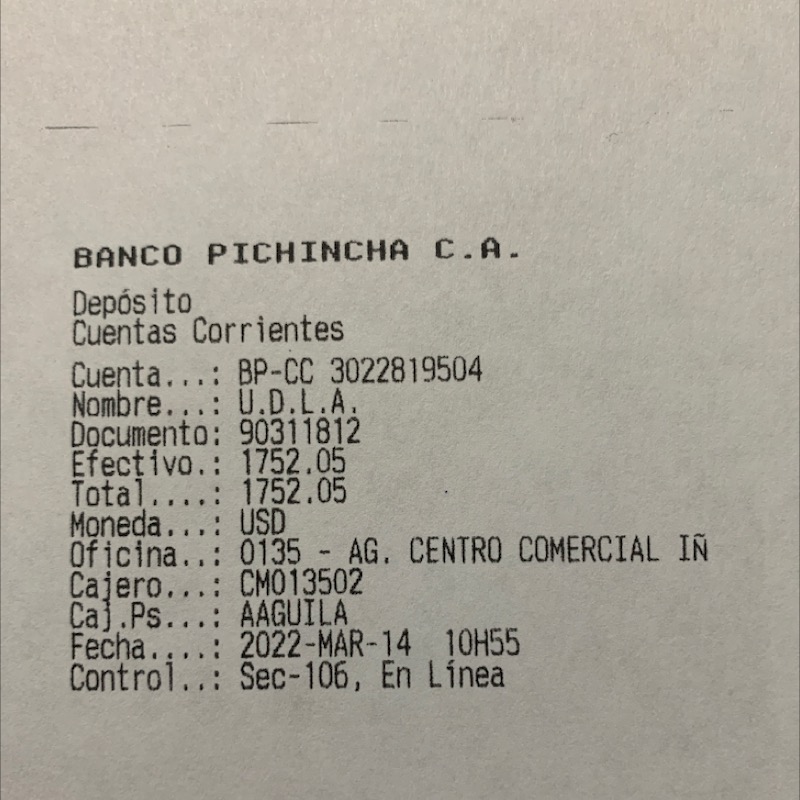 BANCO PICHINCHA C.A.
Depósito
Cuentas Corrientes
Cuenta...: BP-CC 3022819504
Nombre...: U.D.L.A.
Documento: 90311812
Efectivo.: 1752.05
Total....: 1752.05
Moneda...: USD
Oficina..: 0135 - AG. CENTRO COMERCIAL IÑ
Cajero...: CM013502
Caj.Ps...: AAGUILA
Fecha....: 2022-MAR-14 10H55
Control..: Sec-106, En Línea